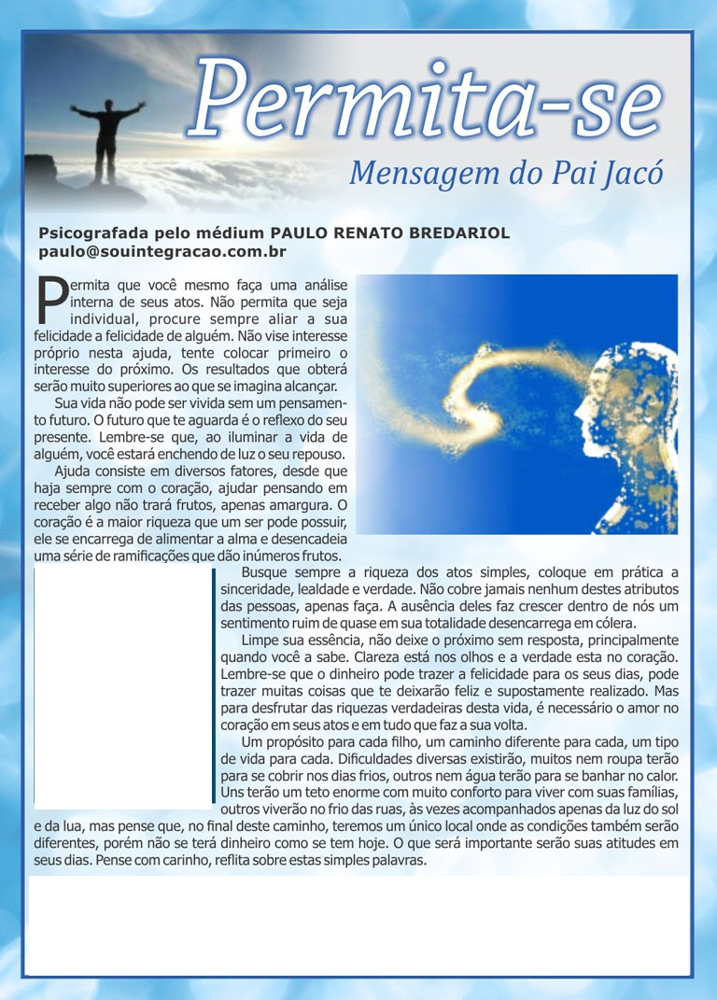 Permita-se
Mensagem do Pai Jacó
Psicografada pelo médium PAULO RENATO BREDARIOL
paulo@souintegracao.com.br
Permita que você mesmo faça uma análise
interna de seus atos. Não permita que seja
individual, procure sempre aliar a sua
felicidade a felicidade de alguém. Não vise interesse
próprio nesta ajuda, tente colocar primeiro o
interesse do próximo. Os resultados que obterá
serão muito superiores ao que se imagina alcançar.
Sua vida não pode ser vivida sem um pensamen-
to futuro. O futuro que te aguarda é o reflexo do seu
presente. Lembre-se que, ao iluminar a vida de
alguém, você estará enchendo de luz o seu repouso.
Ajuda consiste em diversos fatores, desde que
haja sempre com o coração, ajudar pensando em
receber algo não trará frutos, apenas amargura. O
coração é a maior riqueza que um ser pode possuir,
ele se encarrega de alimentar a alma e desencadeia
uma série de ramificações que dão inúmeros frutos.
Busque sempre a riqueza dos atos simples, coloque em prática a
sinceridade, lealdade e verdade. Não cobre jamais nenhum destes atributos
das pessoas, apenas faça. A ausência deles faz crescer dentro de nós um
sentimento ruim de quase em sua totalidade desencarrega em cólera.
Limpe sua essência, não deixe o próximo sem resposta, principalmente
quando você a sabe. Clareza está nos olhos e a verdade esta no coração.
Lembre-se que o dinheiro pode trazer a felicidade para os seus dias, pode
trazer muitas coisas que te deixarão feliz e supostamente realizado. Mas
para desfrutar das riquezas verdadeiras desta vida, é necessário o amor no
coração em seus atos e em tudo que faz a sua volta.
Um propósito para cada filho, um caminho diferente para cada, um tipo
de vida para cada. Dificuldades diversas existirão, muitos nem roupa terão
para se cobrir nos dias frios, outros nem água terão para se banhar no calor.
Uns terão um teto enorme com muito conforto para viver com suas famílias,
outros viverão no frio das ruas, às vezes acompanhados apenas da luz do sol
e da lua, mas pense que, no final deste caminho, teremos um único local onde as condições também serão
diferentes, porém não se terá dinheiro como se tem hoje. O que será importante serão suas atitudes em
seus dias. Pense com carinho, reflita sobre estas simples palavras.